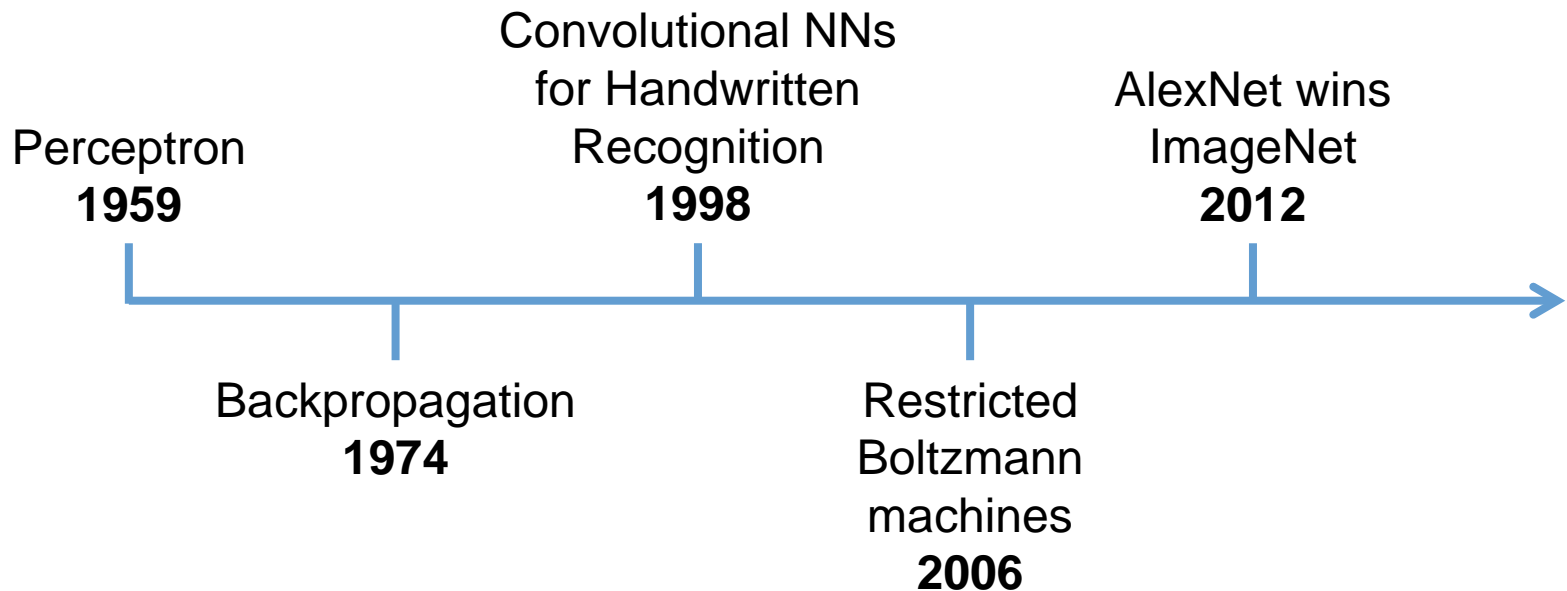 Perceptron
1959
Backpropagation
1974
Convolutional NNs
for Handwritten
Recognition
1998
Restricted
Boltzmann
machines
2006
AlexNet wins
ImageNet
2012